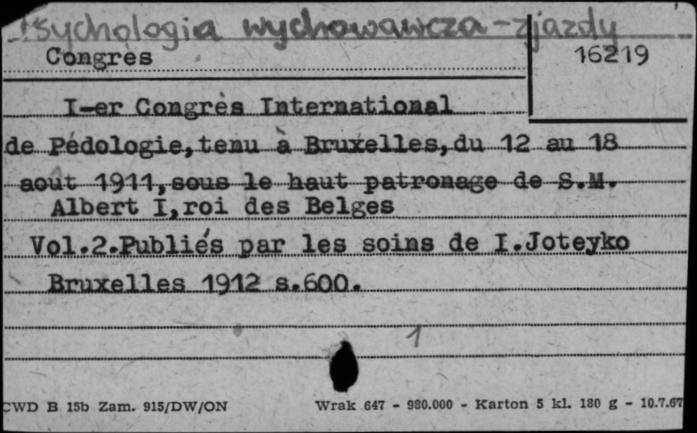 Psychologia wychowawcza - zjazdy
Congres
16219
I-er Congrès International
de Pédologie,tenu à Bruxelles,du 12 au 18
août 1911,sous le haut patronage de S.M.
Albert I,roi des Belges
Vol.2.Publiés par les soins de I.Joteyko
Bruxelles 1912 s.600.
1
CWD B 15b Zam. 915/DW/ON
Wrak 647 - 980.000 - Karton 5 kl. 180 g - 10.7.67